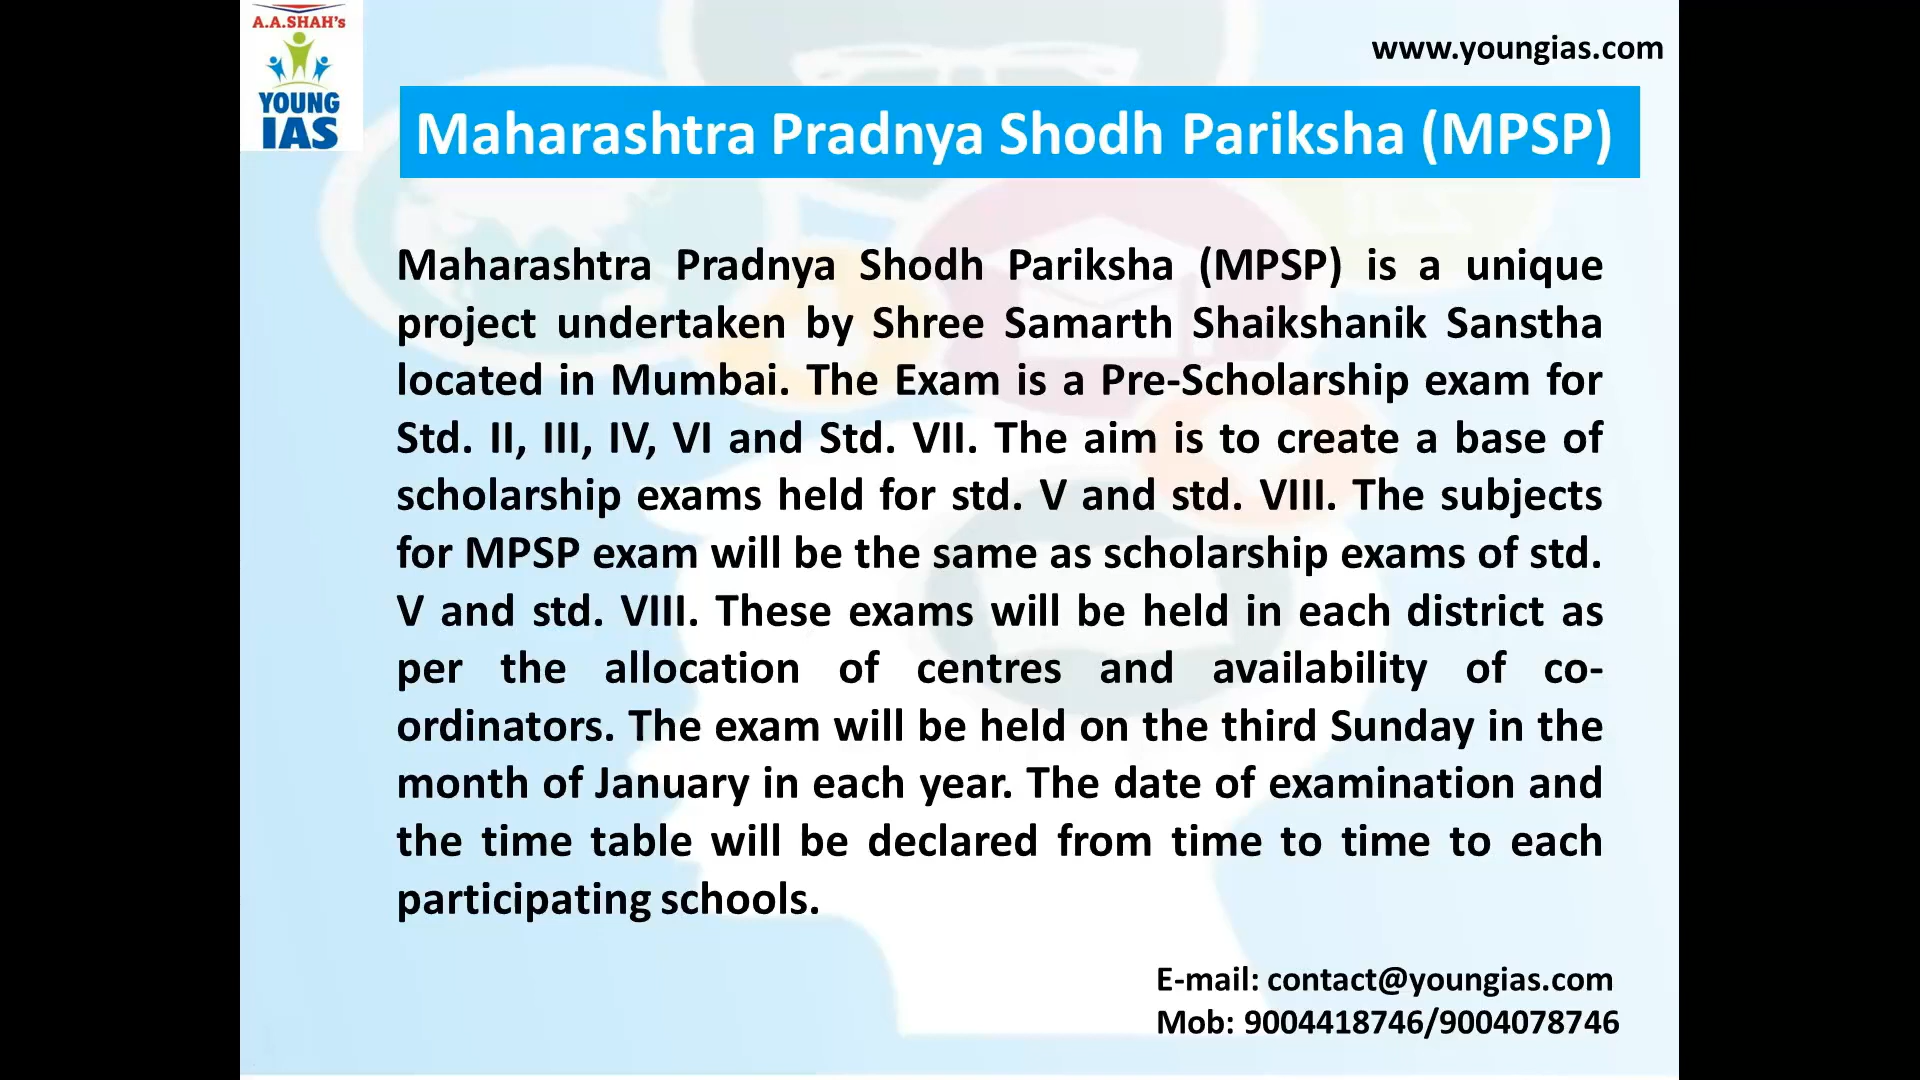 A.A.SHAH's
YOUNG
IAS
www.youngias.com
Maharashtra Pradnya Shodh Pariksha (MPSP)
Maharashtra Pradnya Shodh Pariksha (MPSP) is a unique
project undertaken by Shree Samarth Shaikshanik Sanstha
located in Mumbai. The Exam is a Pre-Scholarship exam for
Std. II, III, IV, VI and Std. VII. The aim is to create a base of
scholarship exams held for std. V and std. VIII. The subjects
for MPSP exam will be the same as scholarship exams of std.
V and std. VIII. These exams will be held in each district as
per the allocation of centres and availability of co-
ordinators. The exam will be held on the third Sunday in the
month of January in each year. The date of examination and
the time table will be declared from time to time to each
participating schools.
E-mail: contact@youngias.com
Mob: 9004418746/9004078746